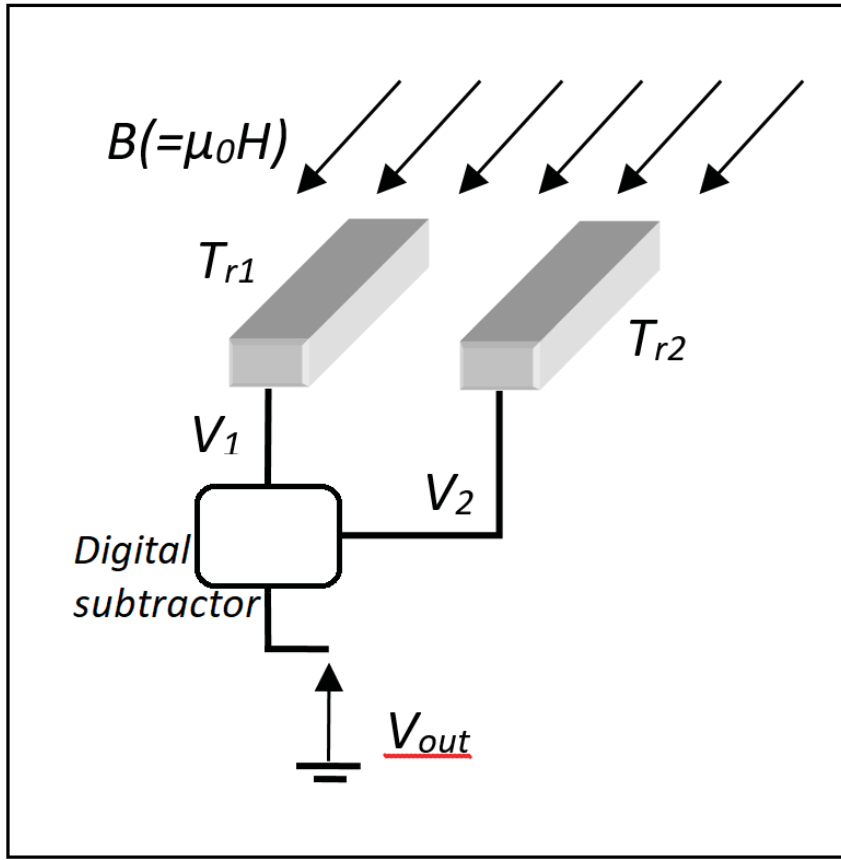 B(=μ₀H)
Tᵣ₁
Tᵣ₂
V₁
V₂
Digital
subtractor
Vₒᵤₜ